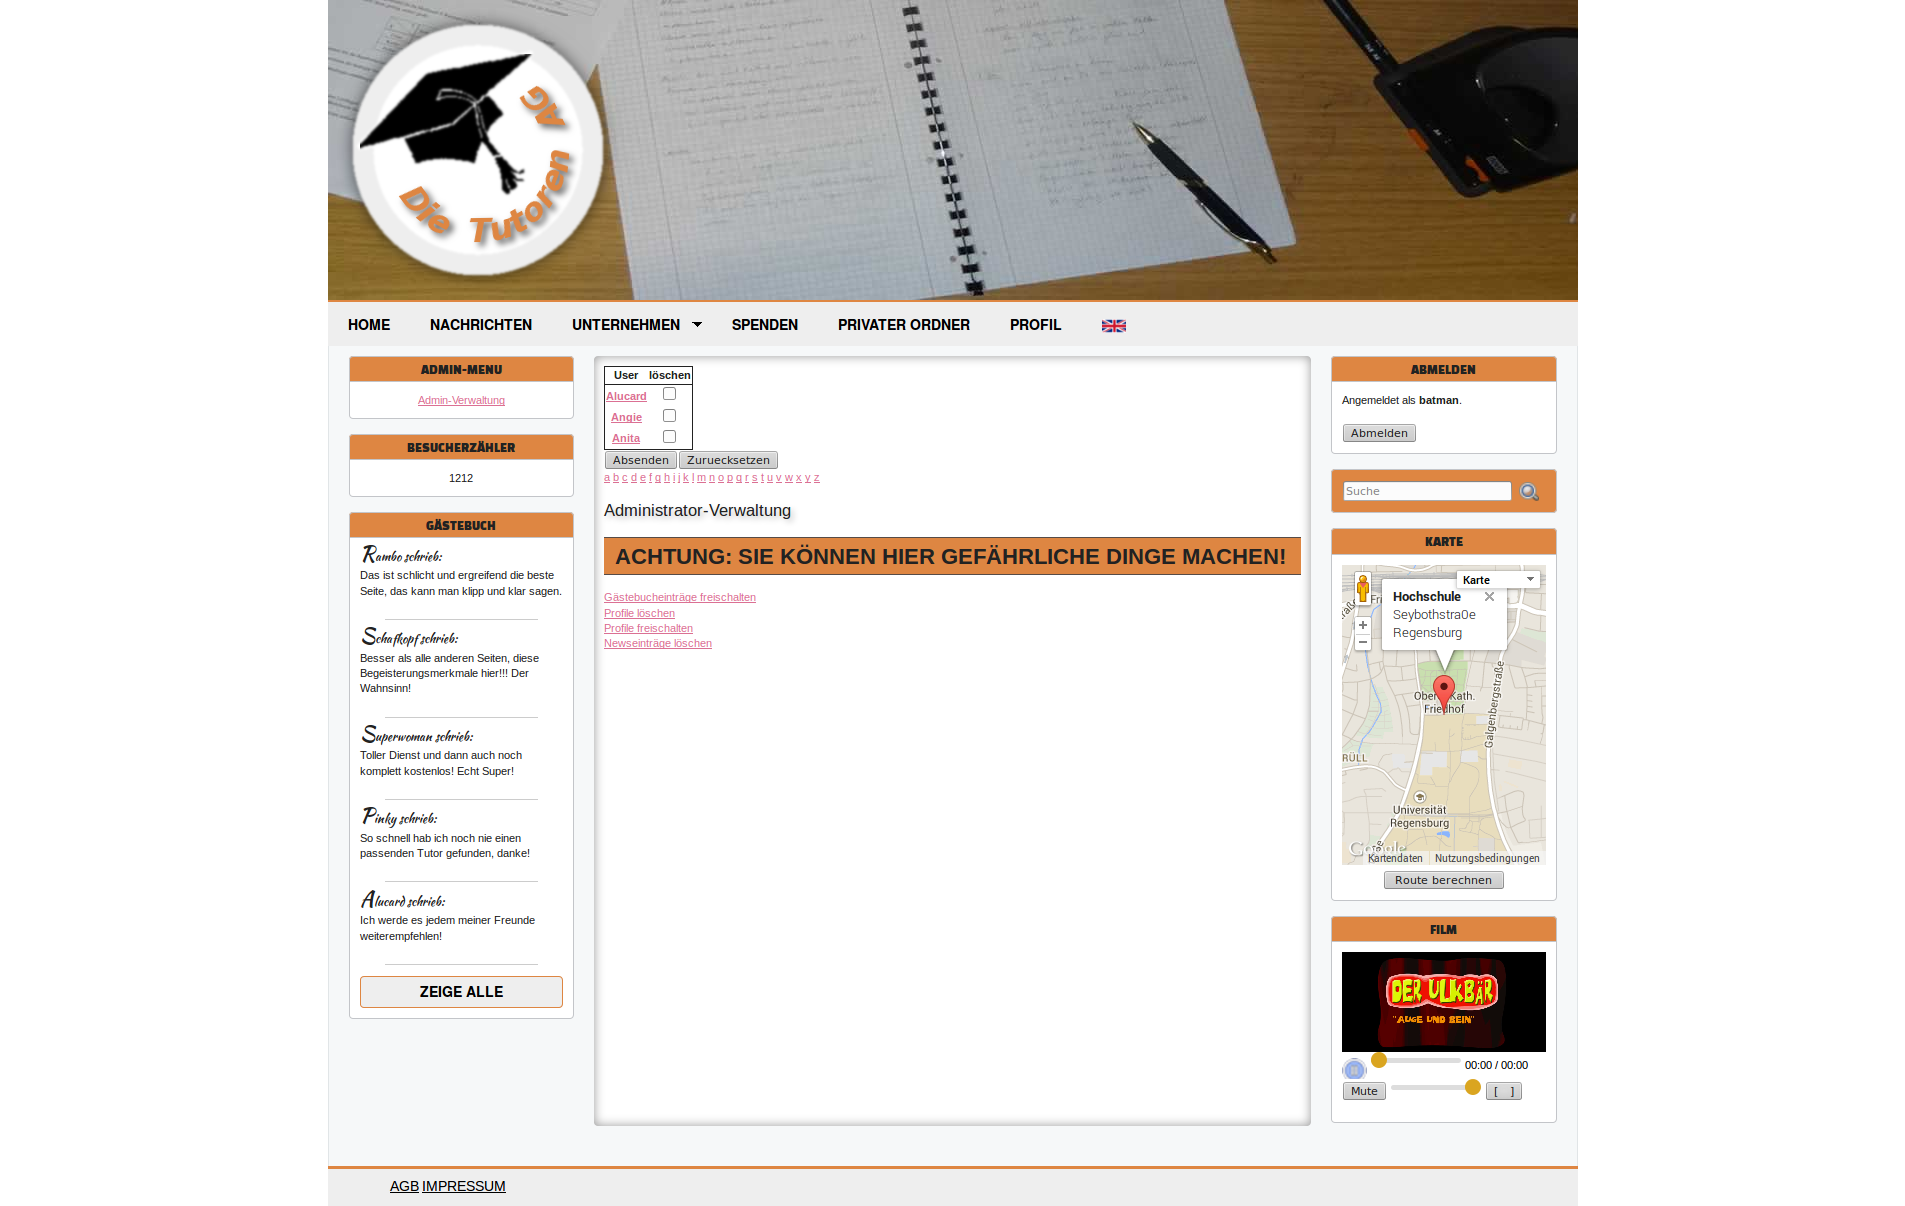 Die Tutoren AG
HOME NACHRICHTEN UNTERNEHMEN SPENDEN PRIVATER ORDNER PROFIL
ADMIN-MENU
Admin-Verwaltung
BESUCHERZÄHLER
1212
GÄSTEBUCH
Rambo schrieb:
Das ist schlicht und ergreifend die beste
Seite, das kann man klipp und klar sagen.
Schafkopf schrieb:
Besser als alle anderen Seiten, diese
Begeisterungsmerkmale hier!!! Der
Wahnsinn!
Superwoman schrieb:
Toller Dienst und dann auch noch
komplett kostenlos! Echt Super!
Pinky schrieb:
So schnell hab ich noch nie einen
passenden Tutor gefunden, danke!
Alucard schrieb:
Ich werde es jedem meiner Freunde
weiterempfehlen!
ZEIGE ALLE
User löschen
Alucard
Angie
Anita
Absenden Zuruecksetzen
a b c d e f g h i j k l m n o p q r s t u v w x y z
Administrator-Verwaltung
ACHTUNG: SIE KÖNNEN HIER GEFÄHRLICHE DINGE MACHEN!
Gästebucheinträge freischalten
Profile löschen
Profile freischalten
Newseinträge löschen
ABMELDEN
Angemeldet als batman.
Abmelden
Suche
KARTE
Karte
Hochschule
Seybothstra0e
Regensburg
Galgenbergstraße
Universität
Regensburg
Google
Kartendaten Nutzungsbedingungen
Route berechnen
FILM
DER ULKBÄR
"AUGE UND BEIN"
00:00 / 00:00
Mute [ ]
AGB IMPRESSUM